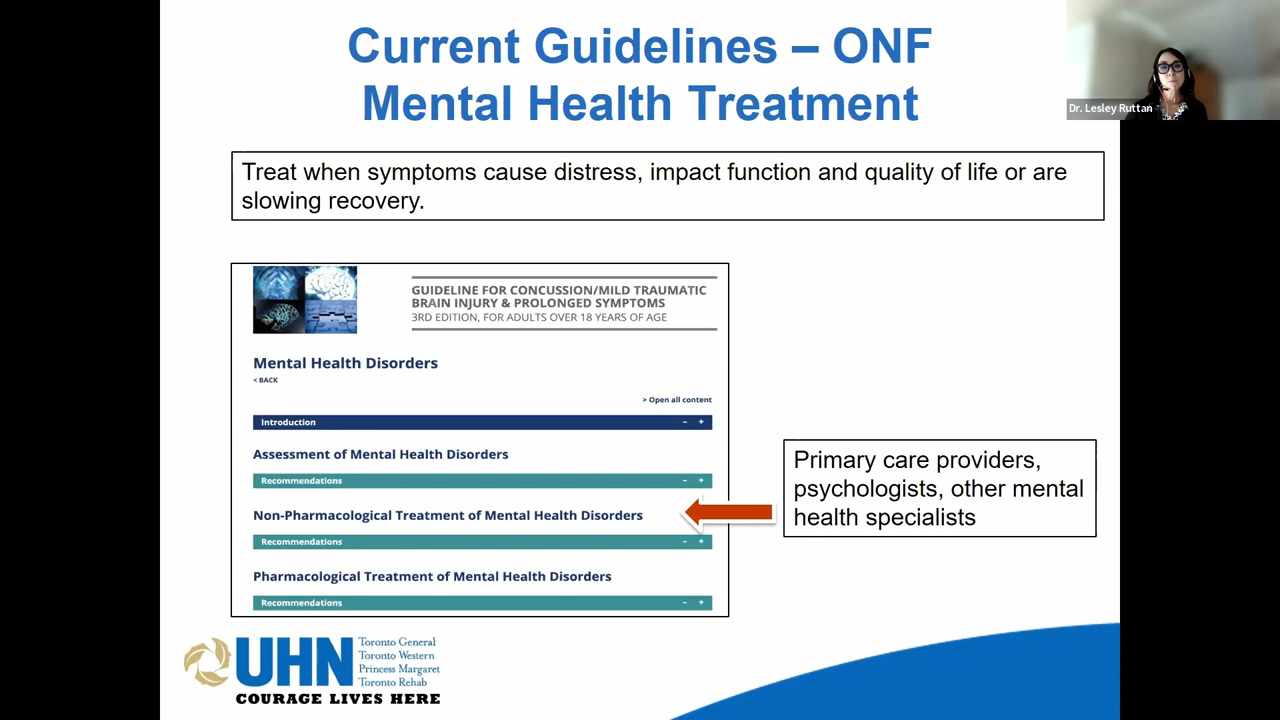 Current Guidelines – ONF
Mental Health Treatment
Dr. Lesley Ruttan
Treat when symptoms cause distress, impact function and quality of life or are
slowing recovery.
GUIDELINE FOR CONCUSSION/MILD TRAUMATIC
BRAIN INJURY & PROLONGED SYMPTOMS
3RD EDITION, FOR ADULTS OVER 18 YEARS OF AGE
Mental Health Disorders
< BACK
> Open all content
Introduction - +
Assessment of Mental Health Disorders
Recommendations - +
Non-Pharmacological Treatment of Mental Health Disorders
Recommendations - +
Pharmacological Treatment of Mental Health Disorders
Recommendations - +
Primary care providers,
psychologists, other mental
health specialists
UHN
Toronto General
Toronto Western
Princess Margaret
Toronto Rehab
COURAGE LIVES HERE